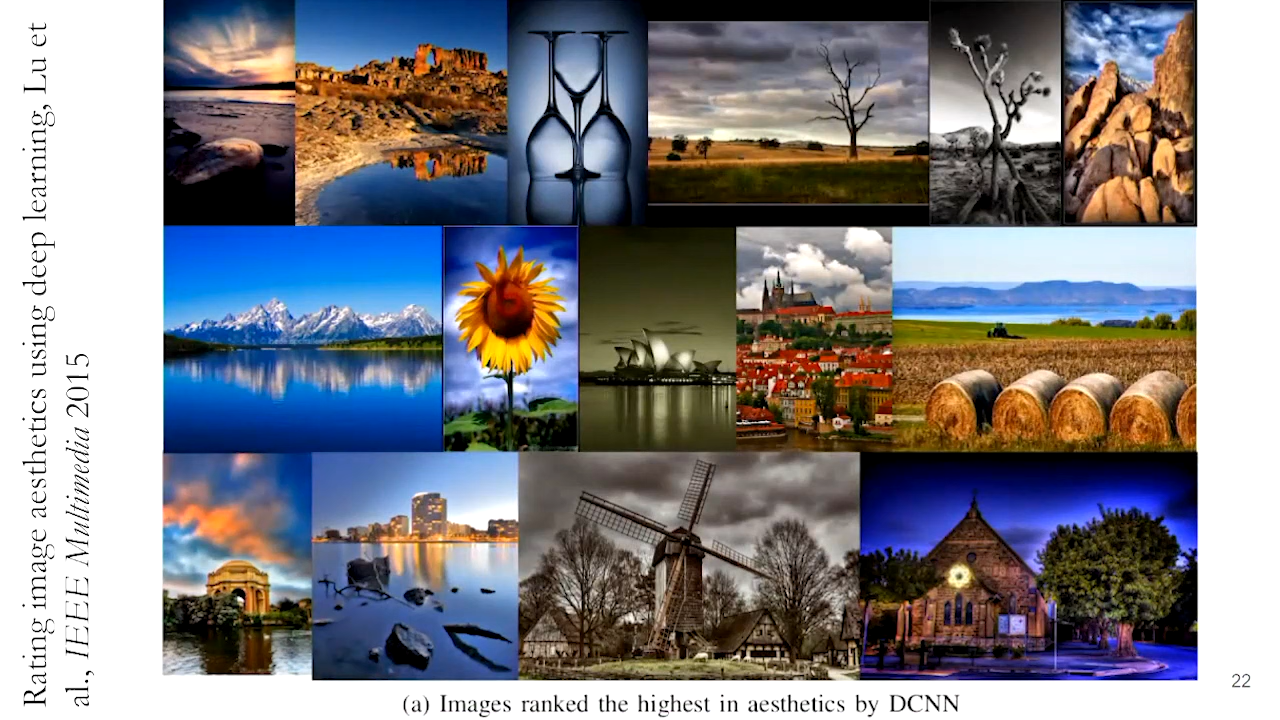 Rating image aesthetics using deep learning, Lu et
al., IEEE Multimedia 2015
(a) Images ranked the highest in aesthetics by DCNN
22